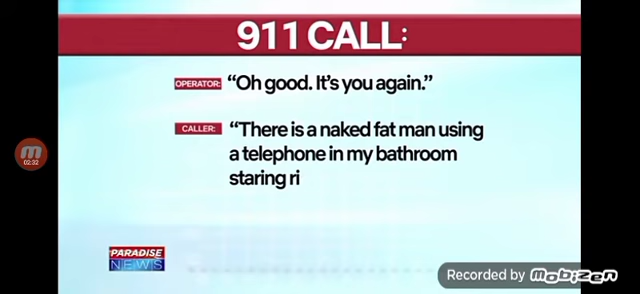 911 CALL:
OPERATOR: “Oh good. It’s you again.”
CALLER: “There is a naked fat man using
a telephone in my bathroom
staring ri
02:32
PARADISE
NEWS
Recorded by mobizen